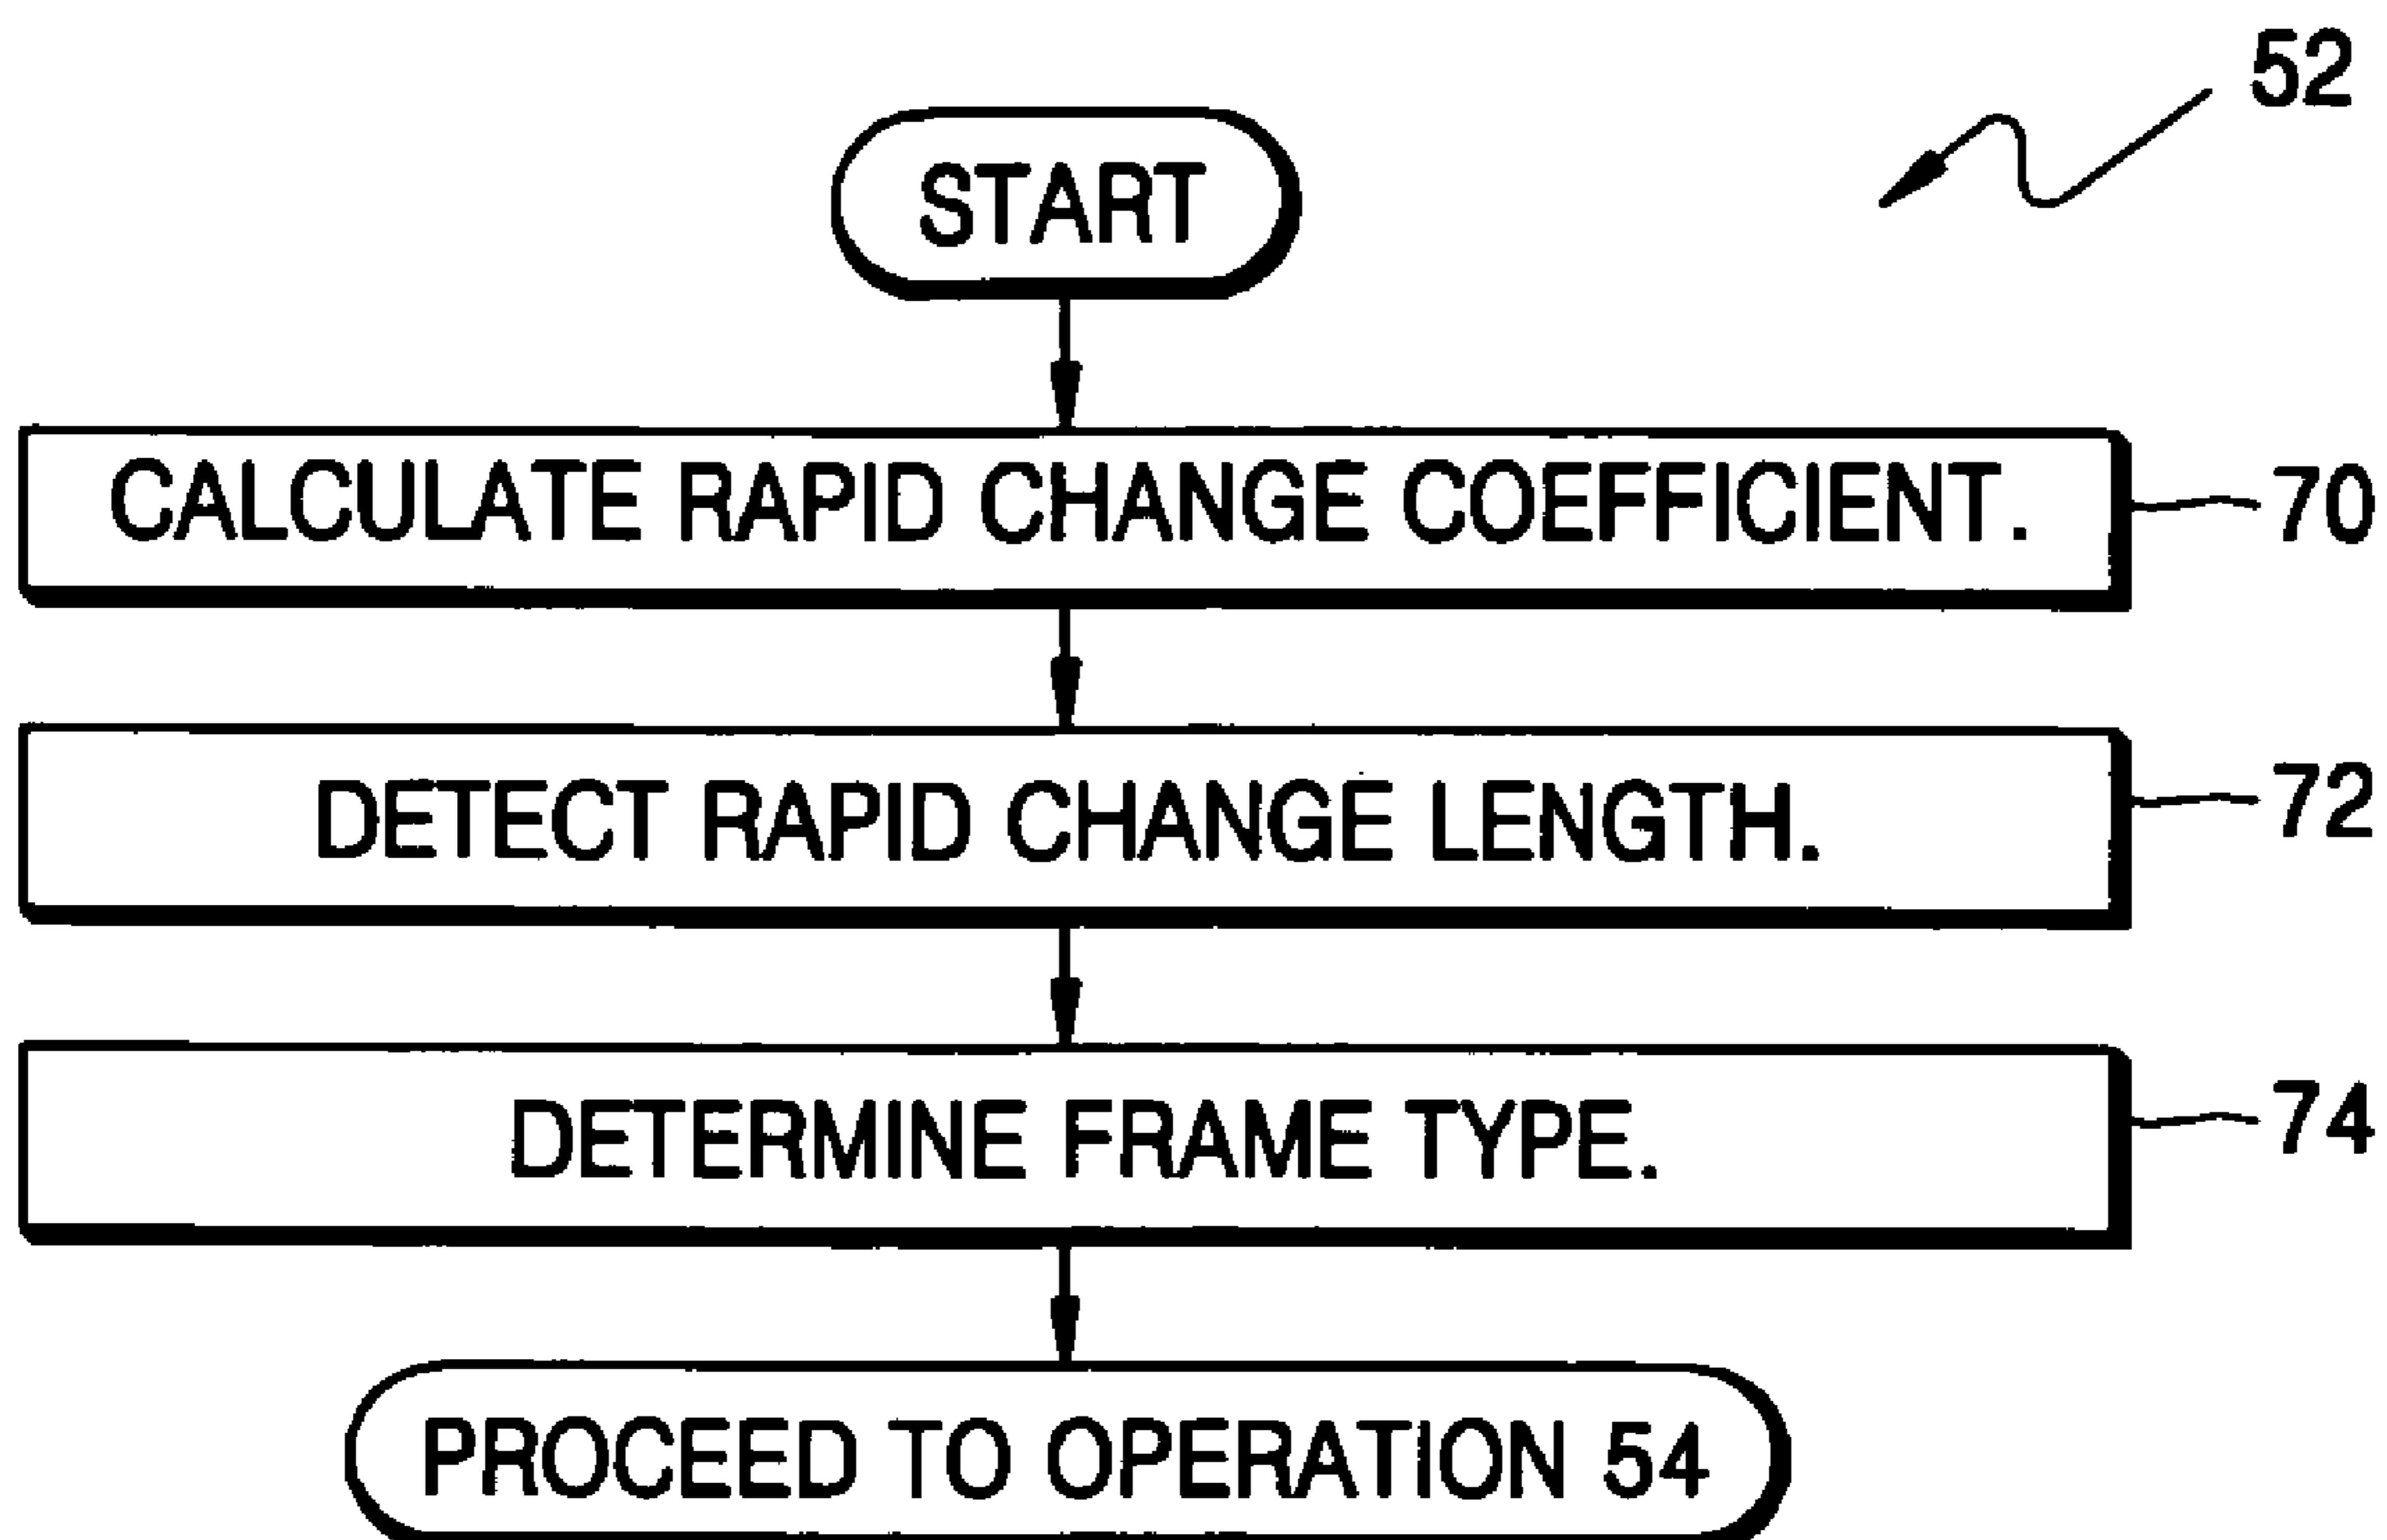 52
START
CALCULATE RAPID CHANGE COEFFICIENT.
70
DETECT RAPID CHANGE LENGTH.
72
DETERMINE FRAME TYPE.
74
PROCEED TO OPERATION 54